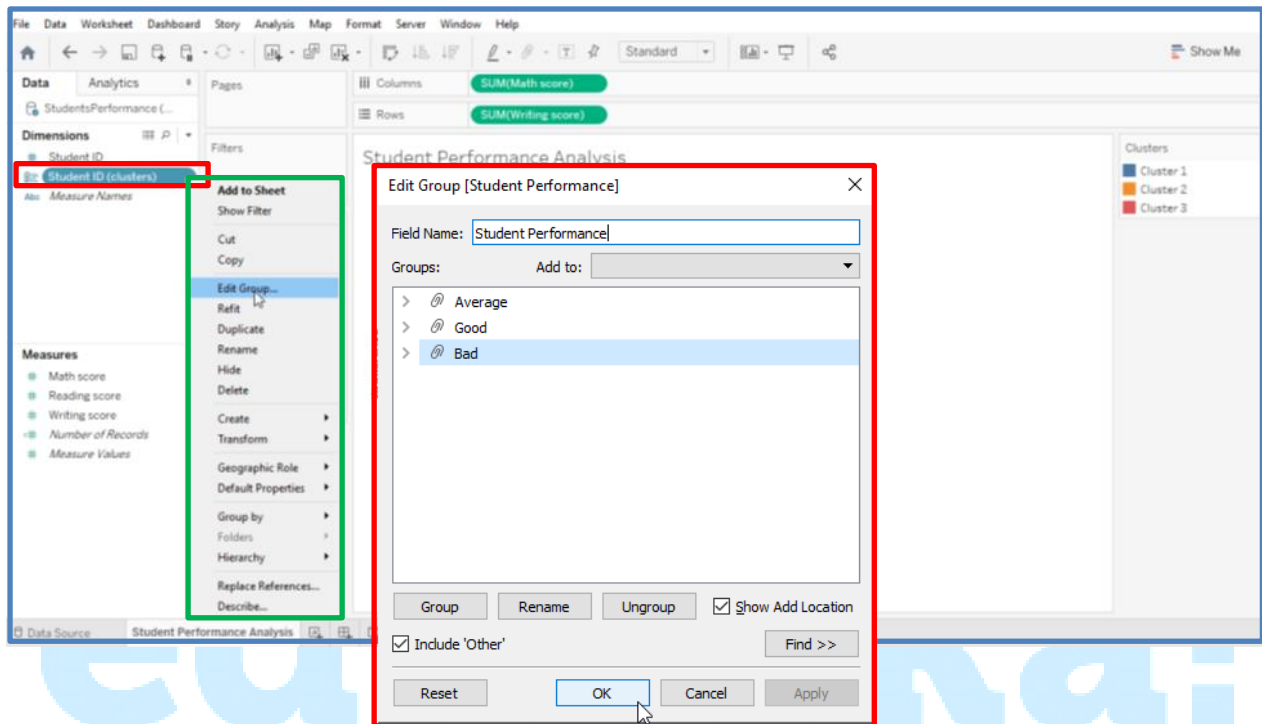 File Data Worksheet Dashboard Story Analysis Map Format Server Window Help
Standard
Show Me
Data Analytics
Pages
Columns SUM(Math score)
StudentsPerformance (...
Rows SUM(Writing score)
Dimensions
Filters
Student ID
Student ID (clusters)
Abc Measure Names
Measures
Math score
Reading score
Writing score
Number of Records
Measure Values
Add to Sheet
Show Filter
Cut
Copy
Edit Group...
Refit
Duplicate
Rename
Hide
Delete
Create
Transform
Geographic Role
Default Properties
Group by
Folders
Hierarchy
Replace References...
Describe...
Student Performance Analysis
Edit Group [Student Performance]
Field Name: Student Performance
Groups: Add to:
Average
Good
Bad
Group Rename Ungroup Show Add Location
Include 'Other' Find >>
Reset OK Cancel Apply
Clusters
Cluster 1
Cluster 2
Cluster 3
Data Source Student Performance Analysis